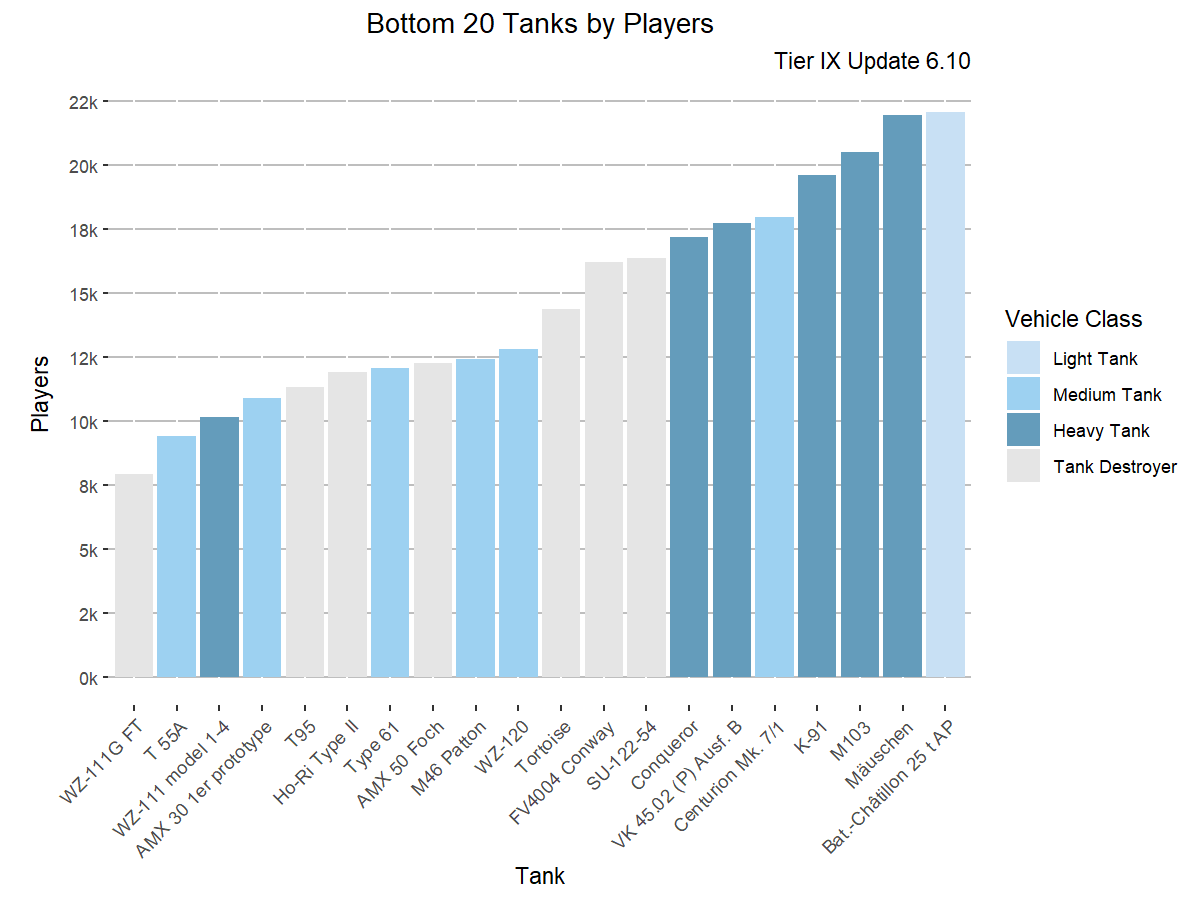 Bottom 20 Tanks by Players
Tier IX Update 6.10
22k
20k
18k
15k
12k
10k
8k
5k
2k
0k
Players
WZ-111G FT
T 55A
WZ-111 model 1-4
AMX 30 1er prototype
T95
Ho-Ri Type II
Type 61
AMX 50 Foch
M46 Patton
WZ-120
Tortoise
FV4004 Conway
SU-122-54
Conqueror
VK 45.02 (P) Ausf. B
Centurion Mk. 7/1
K-91
M103
Mäuschen
Bat.-Châtillon 25 t AP
Tank
Vehicle Class
Light Tank
Medium Tank
Heavy Tank
Tank Destroyer